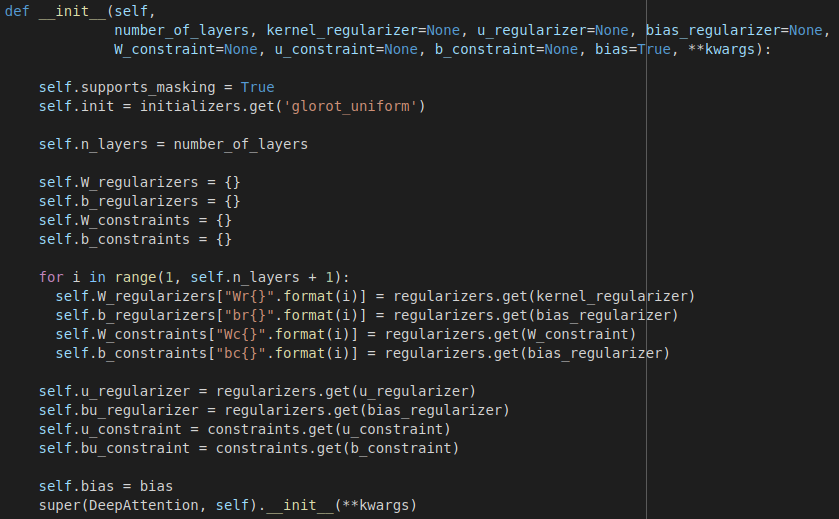 def __init__(self,
             number_of_layers, kernel_regularizer=None, u_regularizer=None, bias_regularizer=None,
             W_constraint=None, u_constraint=None, b_constraint=None, bias=True, **kwargs):
    self.supports_masking = True
    self.init = initializers.get('glorot_uniform')
    self.n_layers = number_of_layers
    self.W_regularizers = {}
    self.b_regularizers = {}
    self.W_constraints = {}
    self.b_constraints = {}
    for i in range(1, self.n_layers + 1):
      self.W_regularizers["Wr{}".format(i)] = regularizers.get(kernel_regularizer)
      self.b_regularizers["br{}".format(i)] = regularizers.get(bias_regularizer)
      self.W_constraints["Wc{}".format(i)] = regularizers.get(W_constraint)
      self.b_constraints["bc{}".format(i)] = regularizers.get(bias_regularizer)
    self.u_regularizer = regularizers.get(u_regularizer)
    self.bu_regularizer = regularizers.get(bias_regularizer)
    self.u_constraint = constraints.get(u_constraint)
    self.bu_constraint = constraints.get(b_constraint)
    self.bias = bias
    super(DeepAttention, self).__init__(**kwargs)